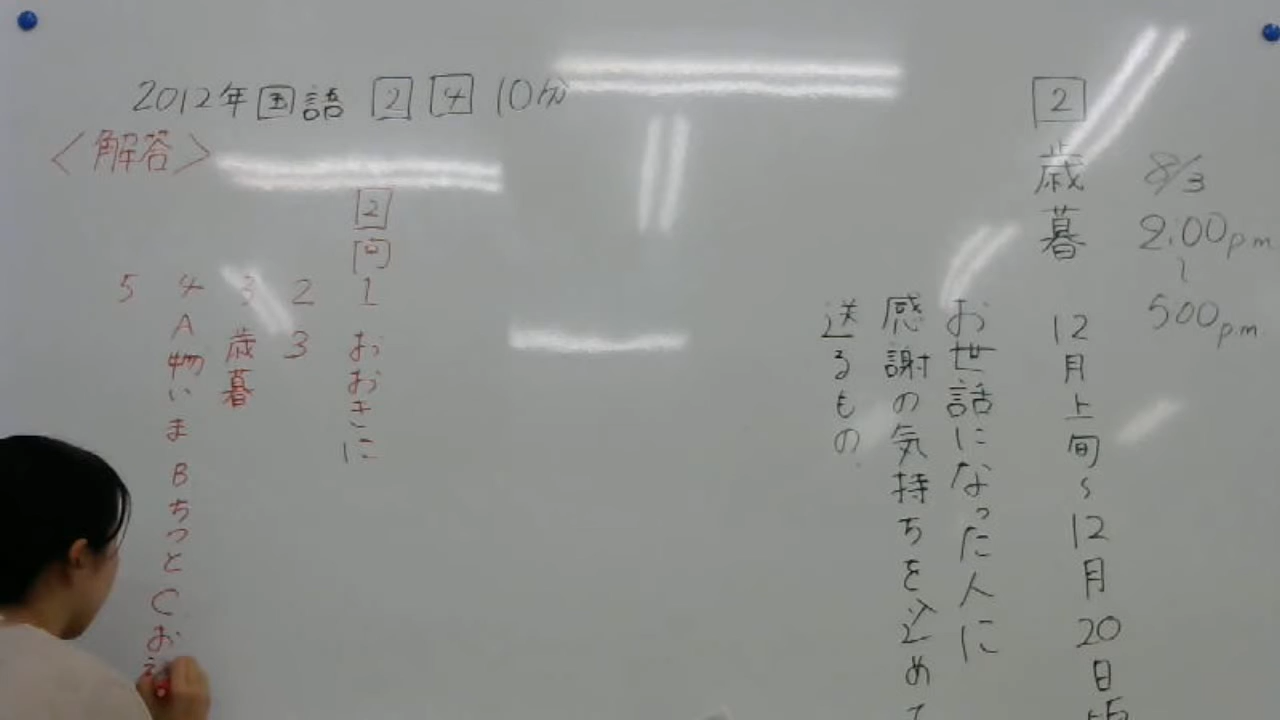 2012年国語 2 4 10分
<解答>
2 問
1 おおきに
2 3
3 歳暮
4 A 物いま B ちっと C おえ
5
8/3
2:00pm
~
500pm
2 歳暮 12月上旬~12月20日
お世話になった人に
感謝の気持ちを込めて
送るもの